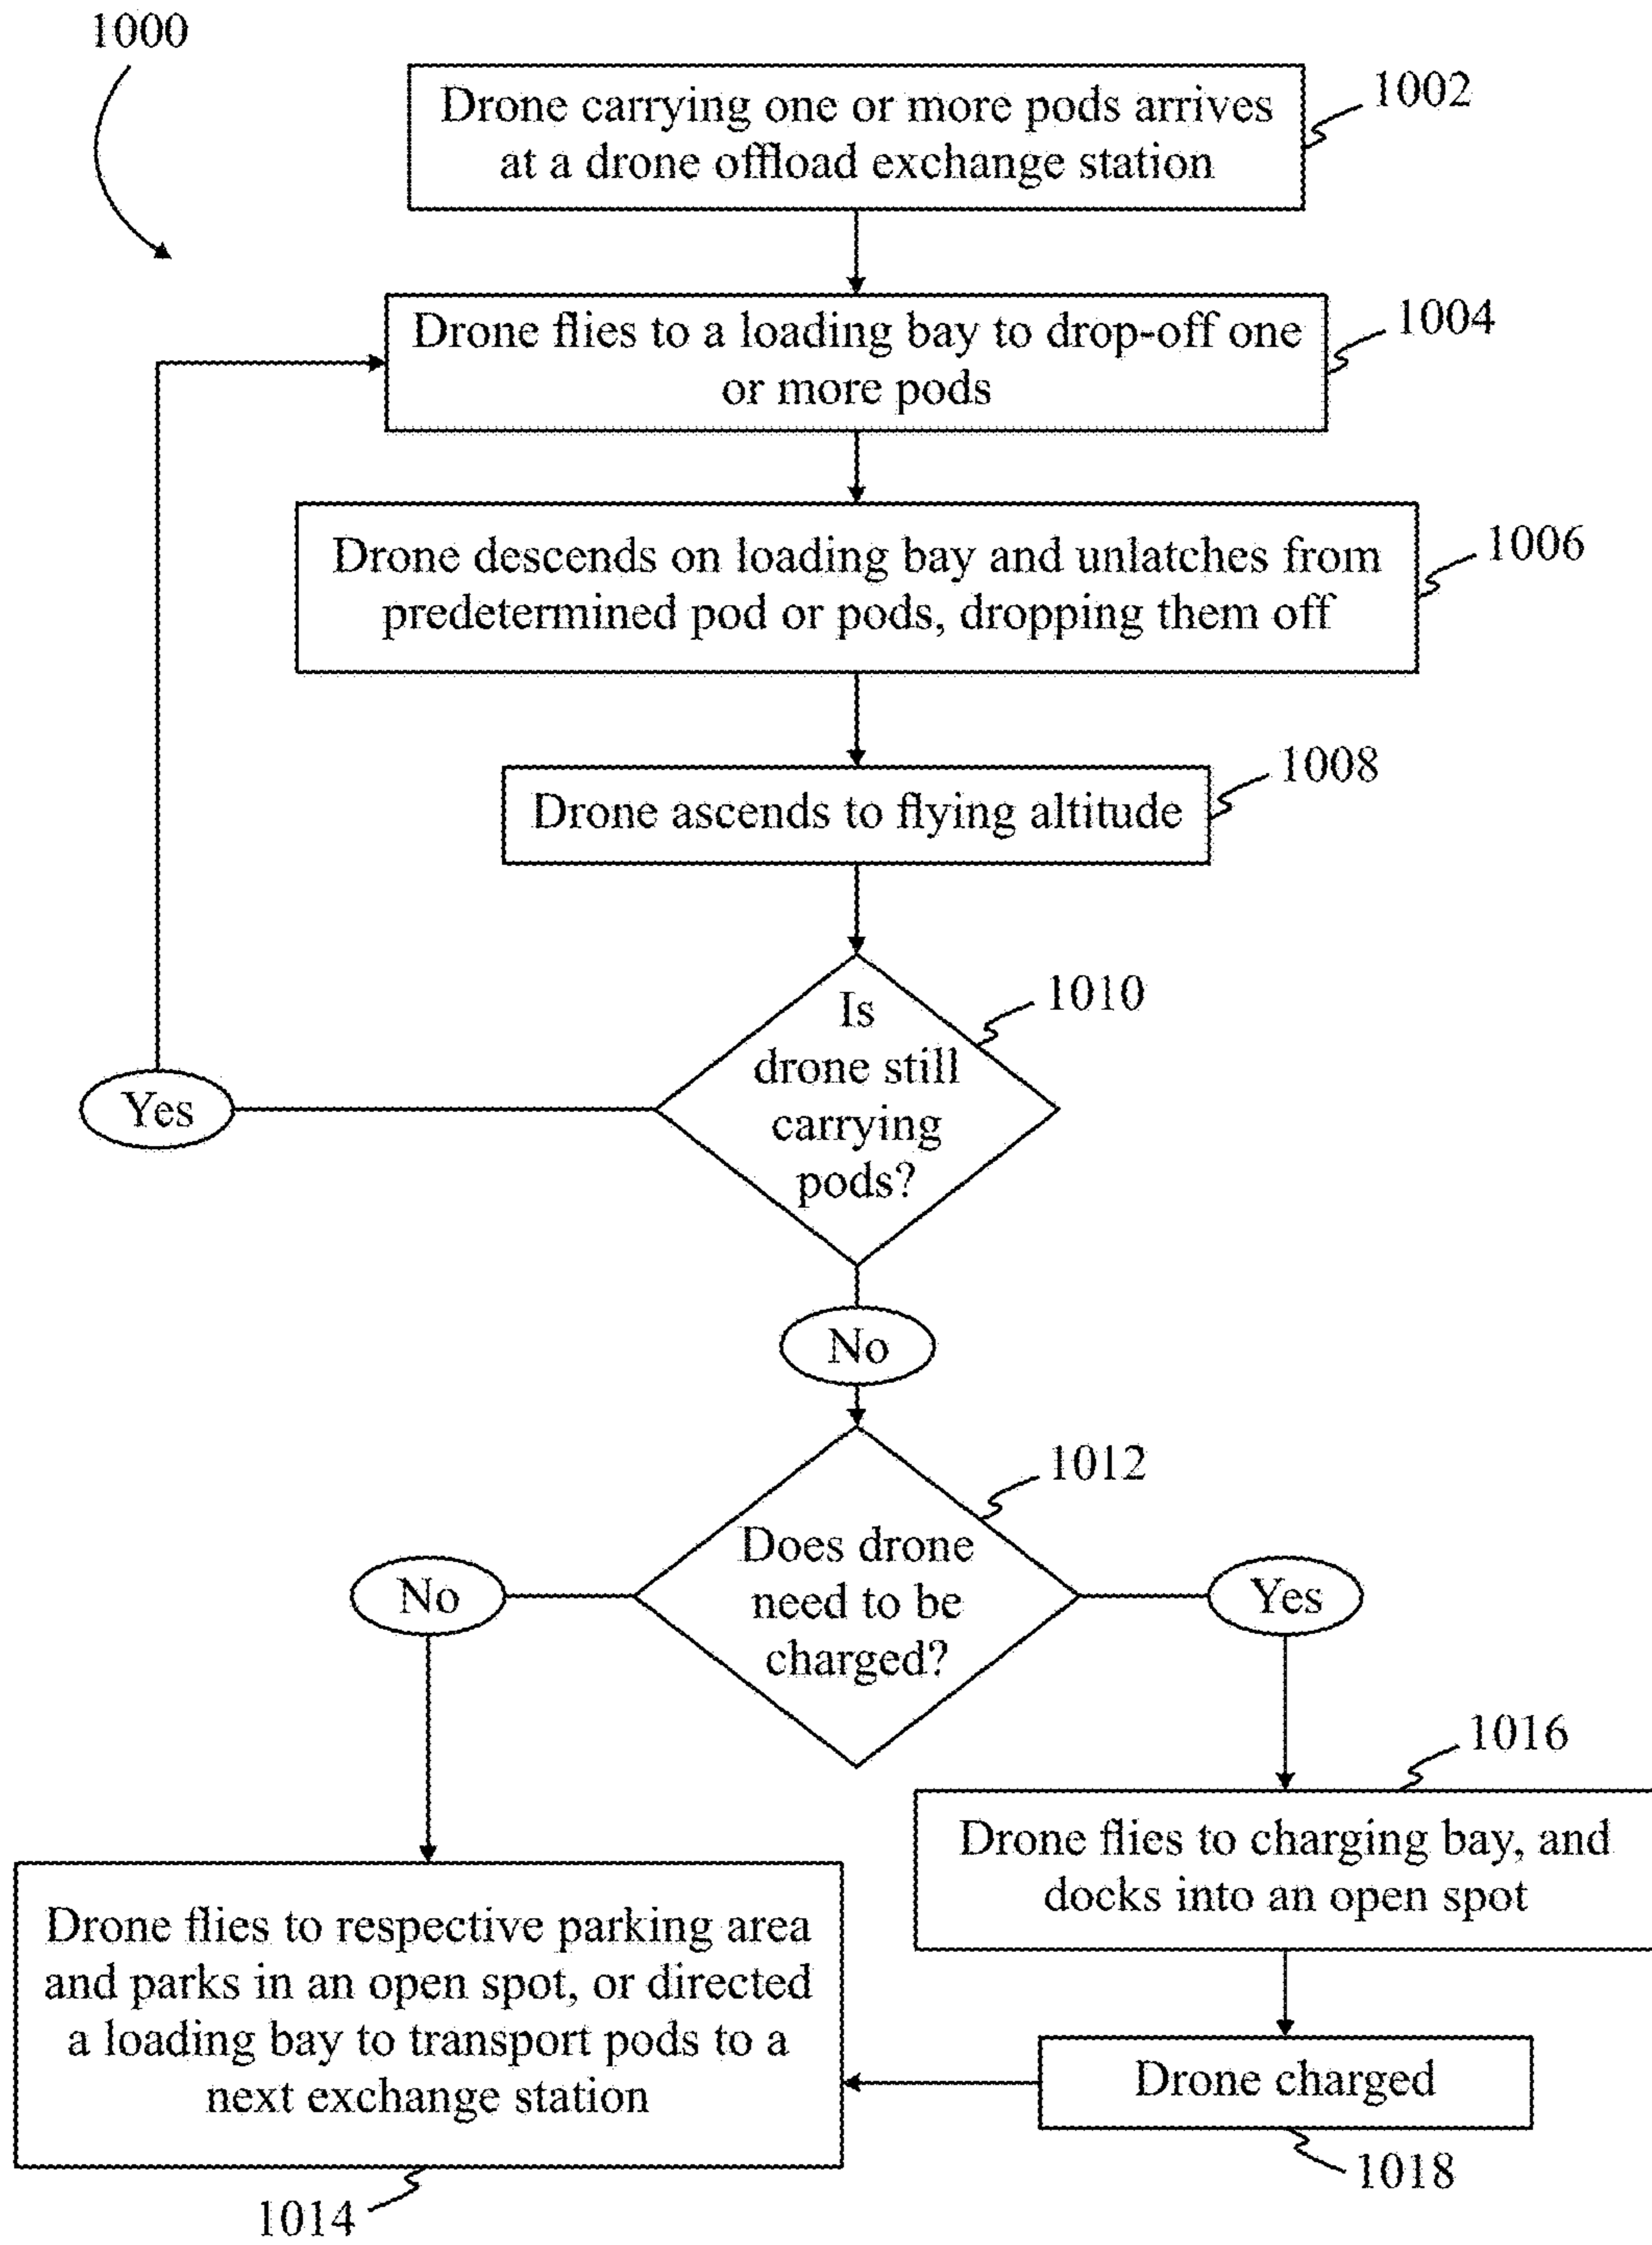 1000
Drone carrying one or more pods arrives
at a drone offload exchange station
1002
Drone flies to a loading bay to drop-off one
or more pods
1004
Drone descends on loading bay and unlatches from
predetermined pod or pods, dropping them off
1006
Drone ascends to flying altitude
1008
Is
drone still
carrying
pods?
1010
Yes
No
Does drone
need to be
charged?
1012
No
Yes
Drone flies to charging bay, and
docks into an open spot
1016
Drone flies to respective parking area
and parks in an open spot, or directed
a loading bay to transport pods to a
next exchange station
1014
Drone charged
1018